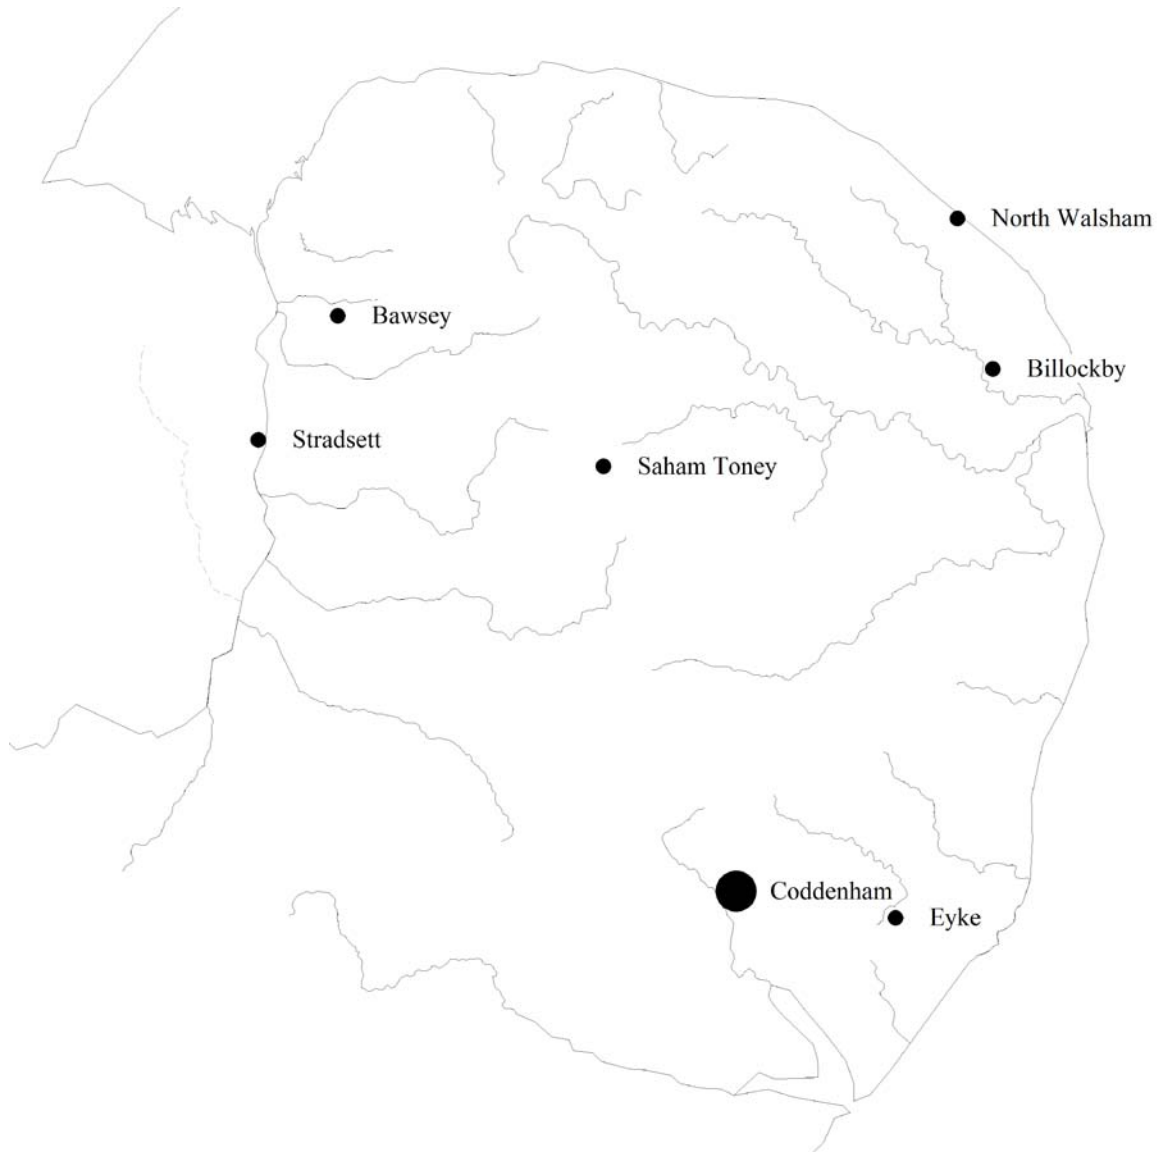 North Walsham
Bawsey
Billockby
Stradsett
Saham Toney
Coddenham
Eyke